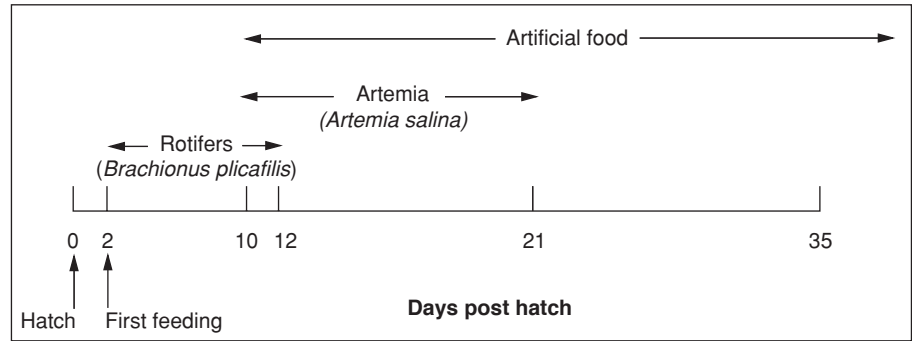 Artificial food
Artemia
(Artemia salina)
Rotifers
(Brachionus plicafilis)
0 2 10 12 21 35
Hatch First feeding Days post hatch